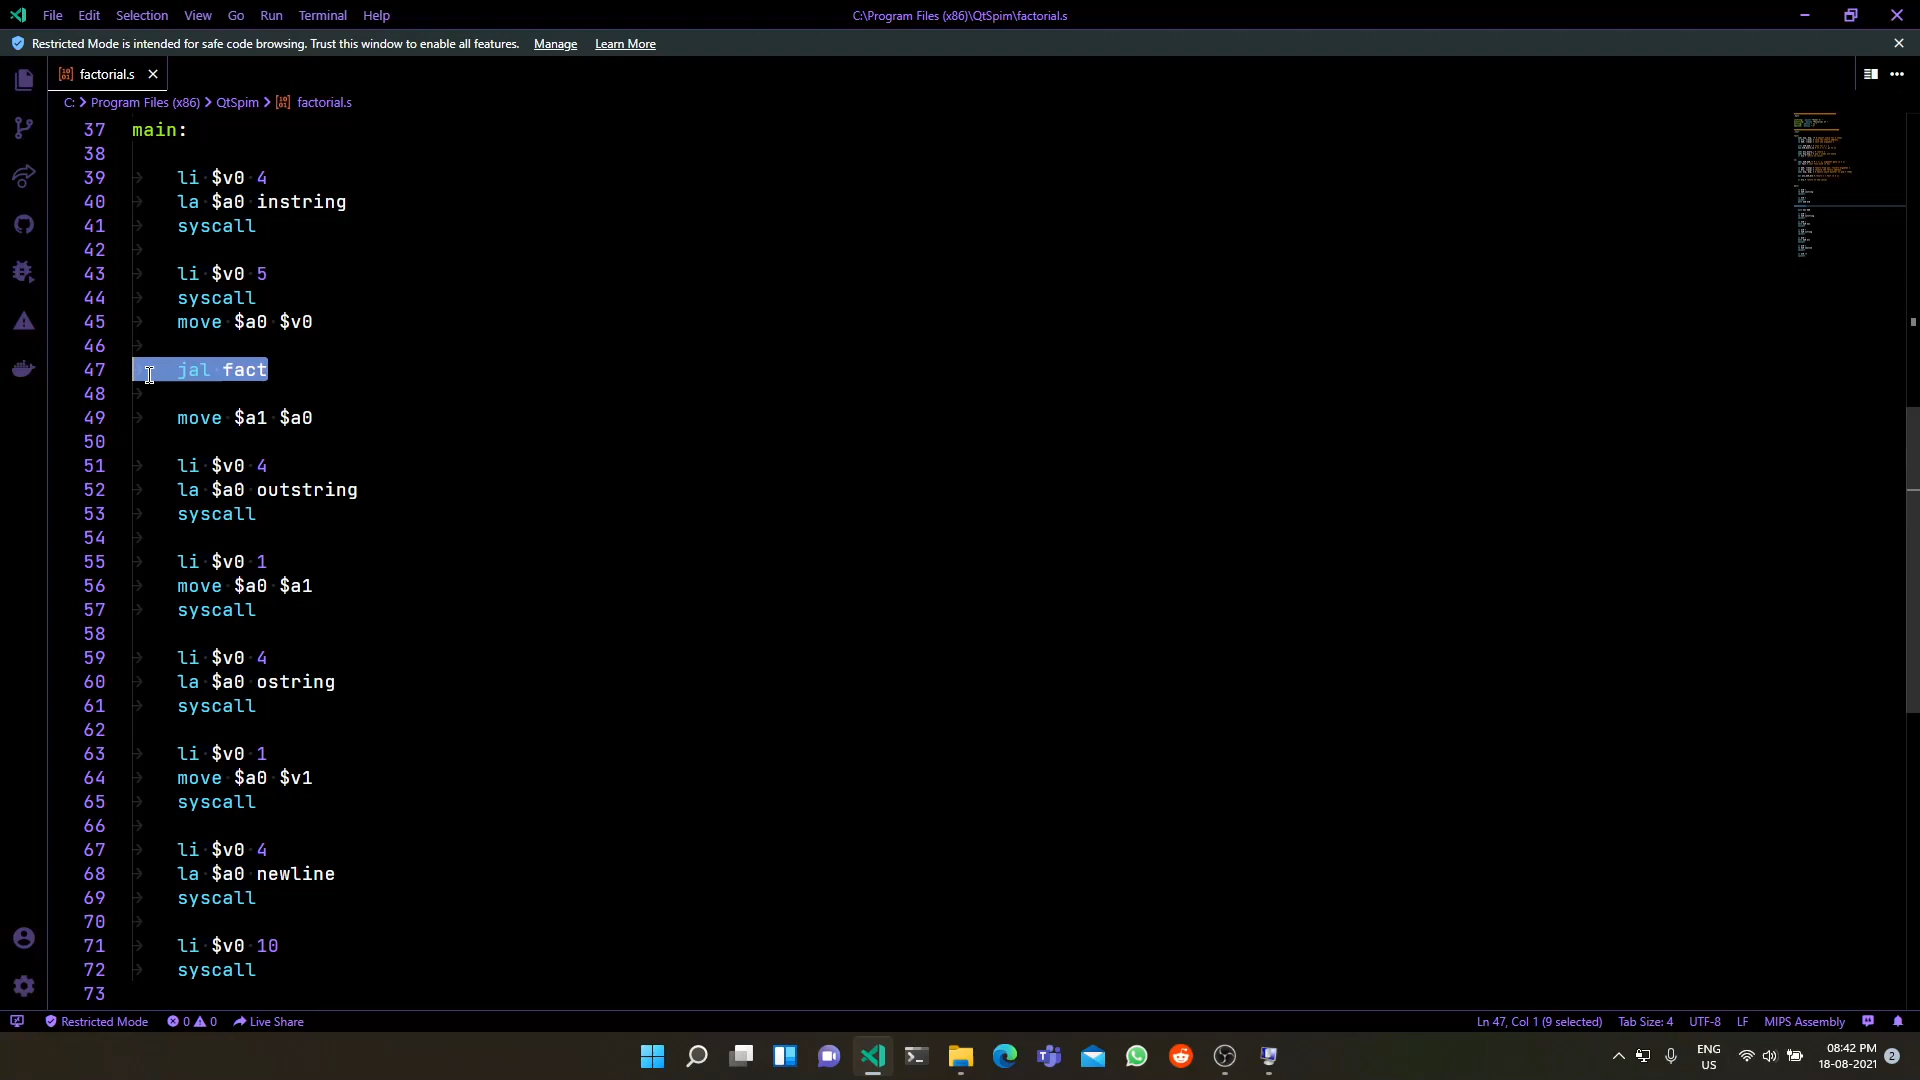 File Edit Selection View Go Run Terminal Help C:\Program Files (x86)\QtSpim\factorial.s
Restricted Mode is intended for safe code browsing. Trust this window to enable all features. Manage Learn More
factorial.s
C: > Program Files (x86) > QtSpim > factorial.s
37 main:
38
39 li $v0 4
40 la $a0 instring
41 syscall
42
43 li $v0 5
44 syscall
45 move $a0 $v0
46
47 jal fact
48
49 move $a1 $a0
50
51 li $v0 4
52 la $a0 outstring
53 syscall
54
55 li $v0 1
56 move $a0 $a1
57 syscall
58
59 li $v0 4
60 la $a0 ostring
61 syscall
62
63 li $v0 1
64 move $a0 $v1
65 syscall
66
67 li $v0 4
68 la $a0 newline
69 syscall
70
71 li $v0 10
72 syscall
73
Restricted Mode 0 0 Live Share Ln 47, Col 1 (9 selected) Tab Size: 4 UTF-8 LF MIPS Assembly
ENG US 08:42 PM 18-08-2021 2